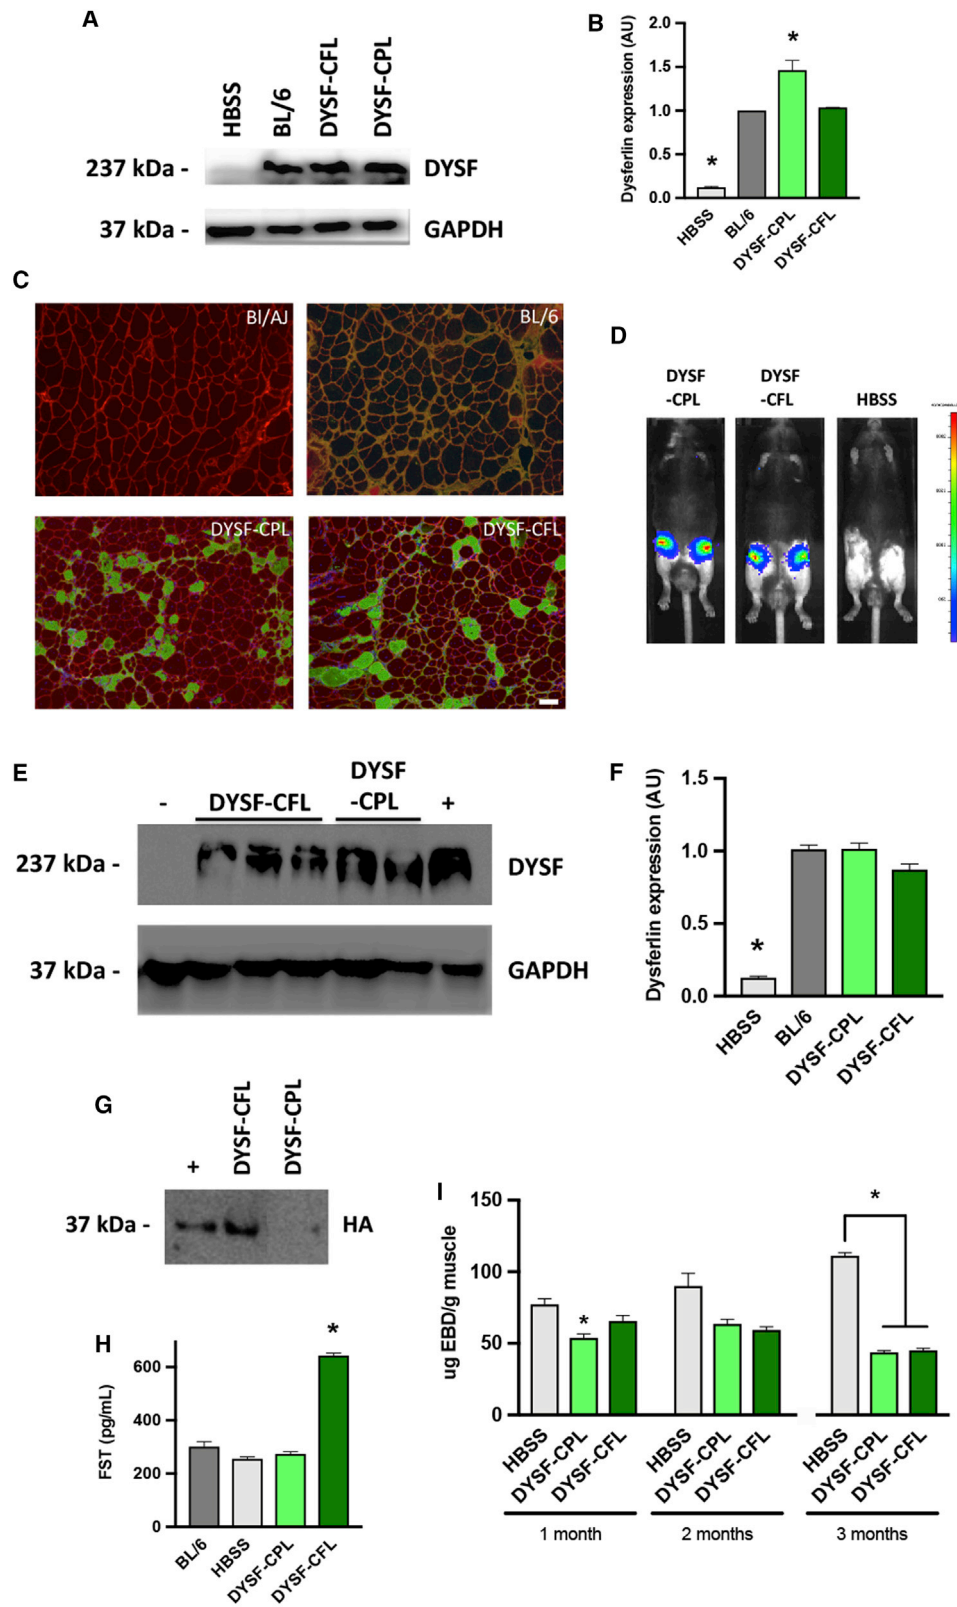 A
HBSS
BL/6
DYSF-CFL
DYSF-CPL
237 kDa -
DYSF
37 kDa -
GAPDH
B
Dysferlin expression (AU)
2.0
1.5
1.0
0.5
0.0
*
*
HBSS
BL/6
DYSF-CPL
DYSF-CFL
C
Bl/AJ
BL/6
DYSF-CPL
DYSF-CFL
D
DYSF
-CPL
DYSF
-CFL
HBSS
E
-
DYSF-CFL
DYSF
-CPL
+
237 kDa -
DYSF
37 kDa -
GAPDH
F
Dysferlin expression (AU)
1.5
1.0
0.5
0.0
*
HBSS
BL/6
DYSF-CPL
DYSF-CFL
G
+
DYSF-CFL
DYSF-CPL
37 kDa -
HA
H
FST (pg/mL)
600
400
200
0
*
BL/6
HBSS
DYSF-CPL
DYSF-CFL
I
ug EBD/g muscle
150
100
50
0
*
*
HBSS
DYSF-CPL
DYSF-CFL
HBSS
DYSF-CPL
DYSF-CFL
HBSS
DYSF-CPL
DYSF-CFL
1 month
2 months
3 months